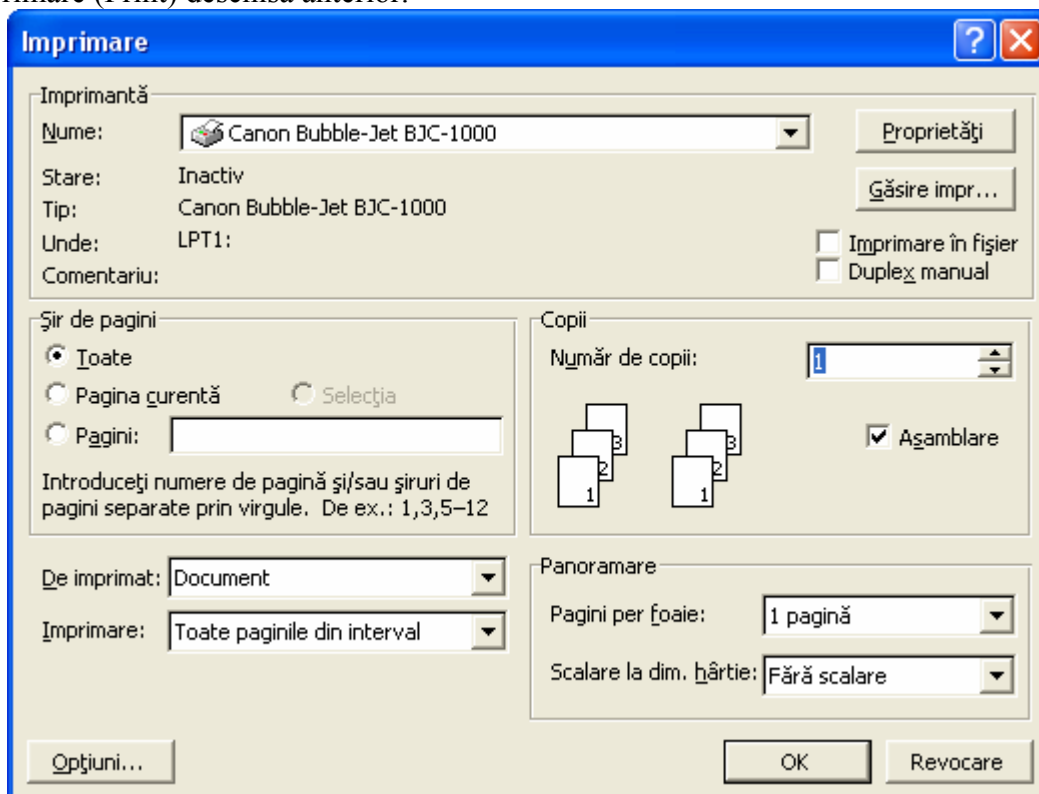 (Print) deschisă anterior.
Imprimare
Imprimantă
Nume: Canon Bubble-Jet BJC-1000 Proprietăţi
Stare: Inactiv Găsire impr...
Tip: Canon Bubble-Jet BJC-1000
Unde: LPT1: Imprimare în fişier
Comentariu: Duplex manual
Şir de pagini
Toate
Pagina curentă Selecţia
Pagini:
Introduceţi numere de pagină şi/sau şiruri de
pagini separate prin virgule. De ex.: 1,3,5–12
Copii
Număr de copii: 1
3 3
2 2
1 1
Asamblare
De imprimat: Document
Imprimare: Toate paginile din interval
Panoramare
Pagini per foaie: 1 pagină
Scalare la dim. hârtie: Fără scalare
Opţiuni... OK Revocare